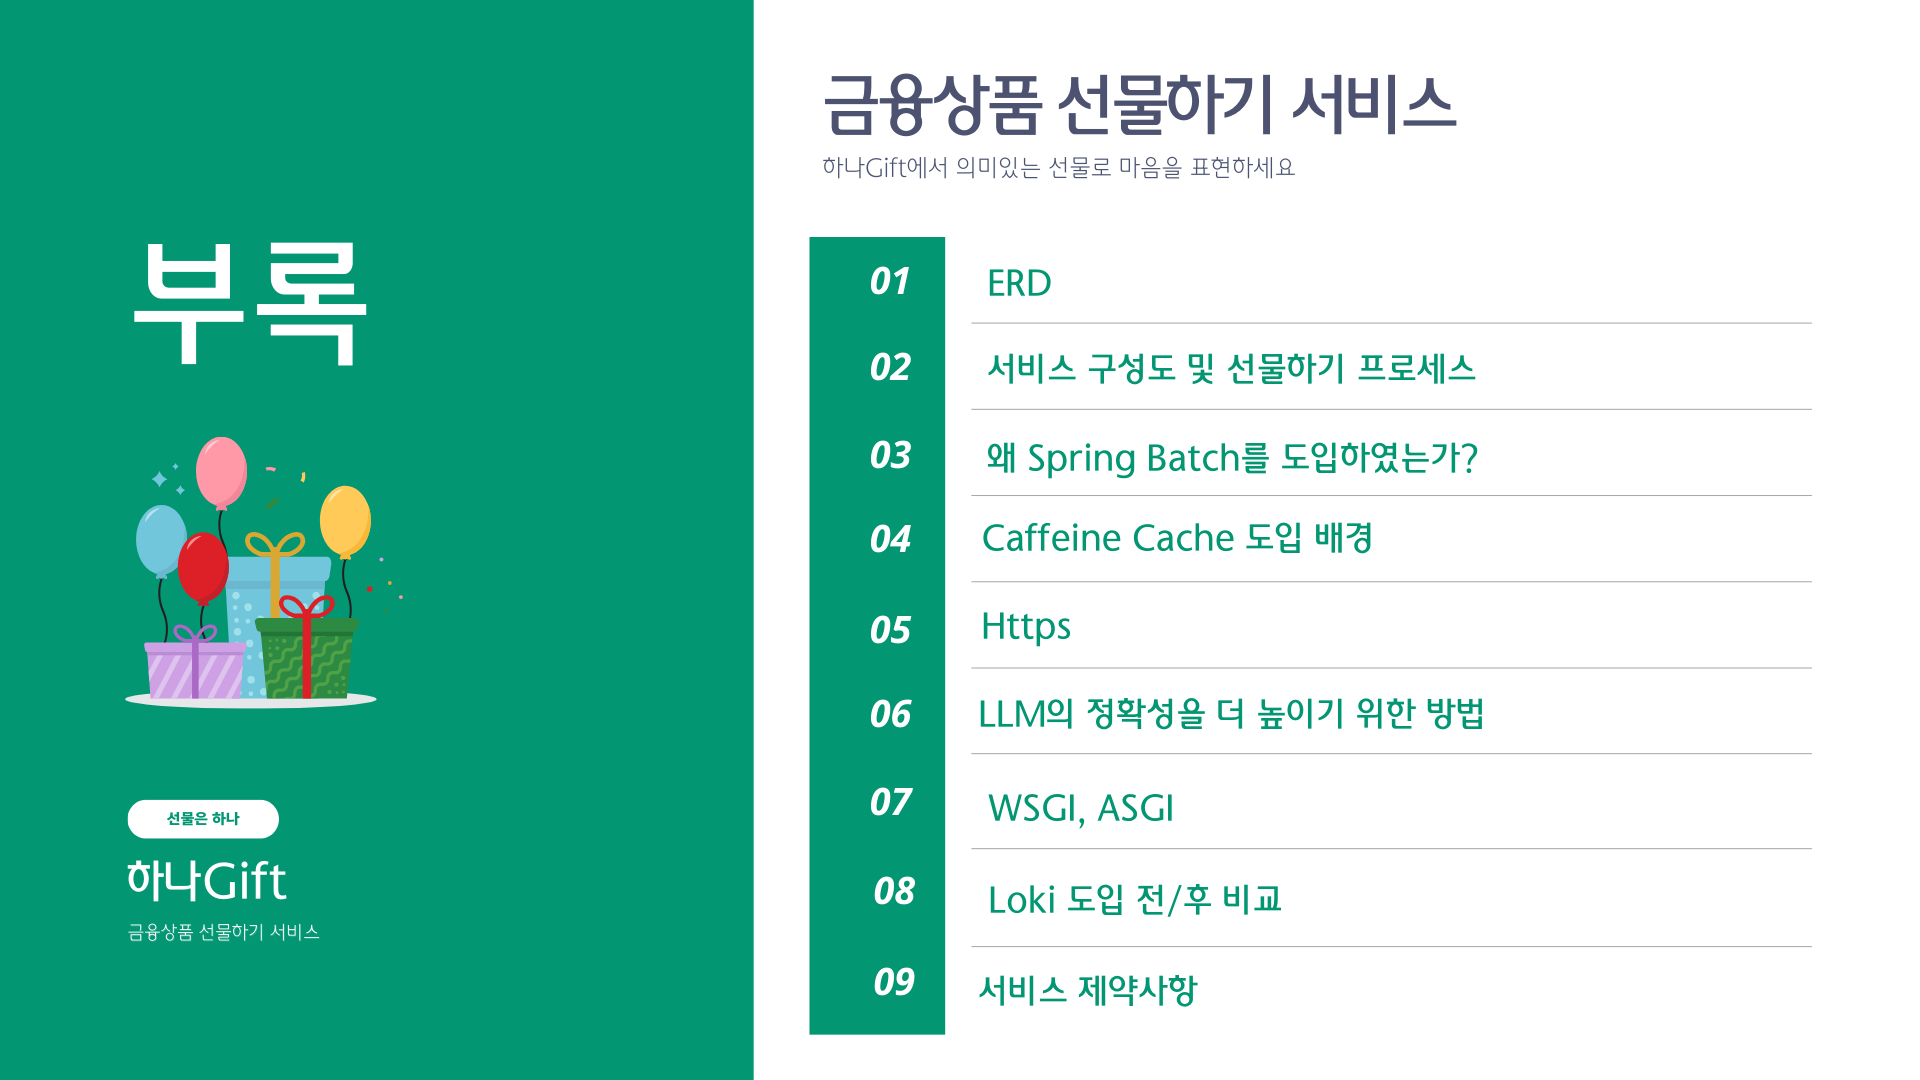 부록
선물은 하나
하나Gift
금융상품 선물하기 서비스
금융상품 선물하기 서비스
하나Gift에서 의미있는 선물로 마음을 표현하세요
01 ERD
02 서비스 구성도 및 선물하기 프로세스
03 왜 Spring Batch를 도입하였는가?
04 Caffeine Cache 도입 배경
05 Https
06 LLM의 정확성을 더 높이기 위한 방법
07 WSGI, ASGI
08 Loki 도입 전/후 비교
09 서비스 제약사항